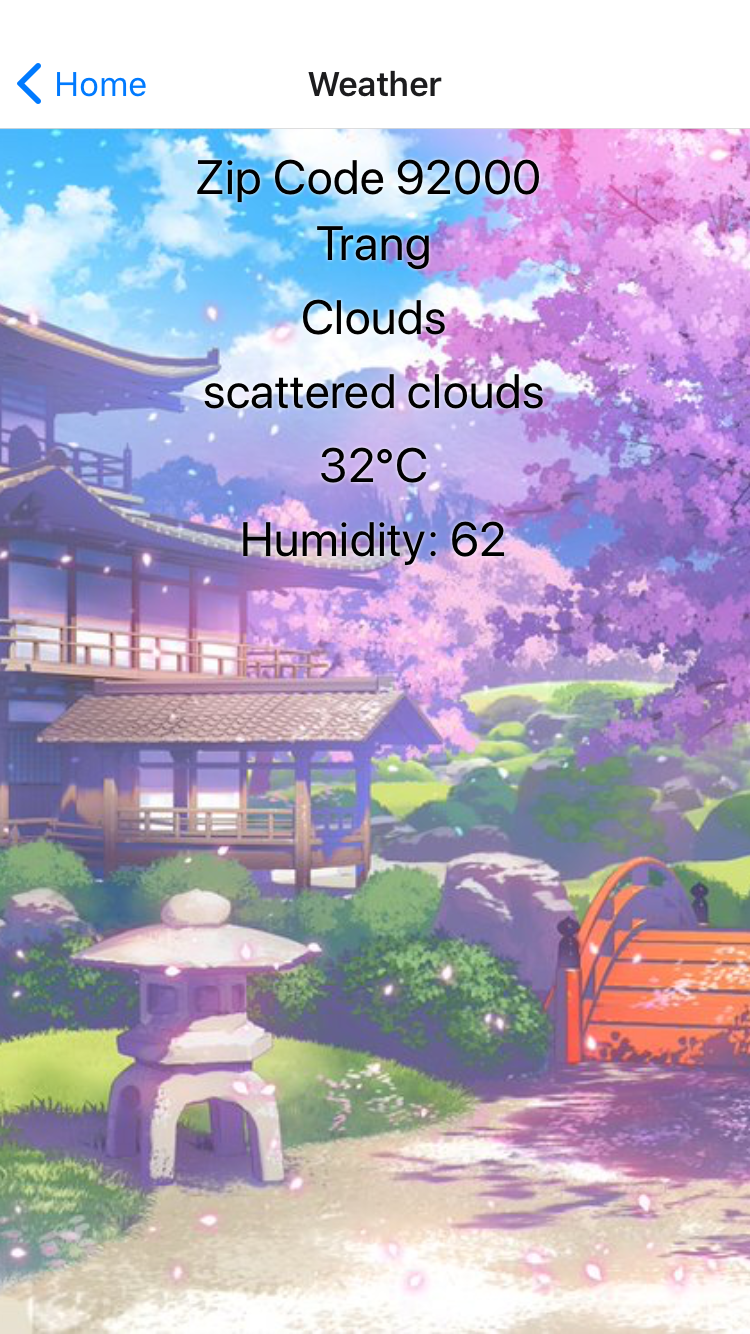 Home
Weather
Zip Code 92000
Trang
Clouds
scattered clouds
32°C
Humidity: 62